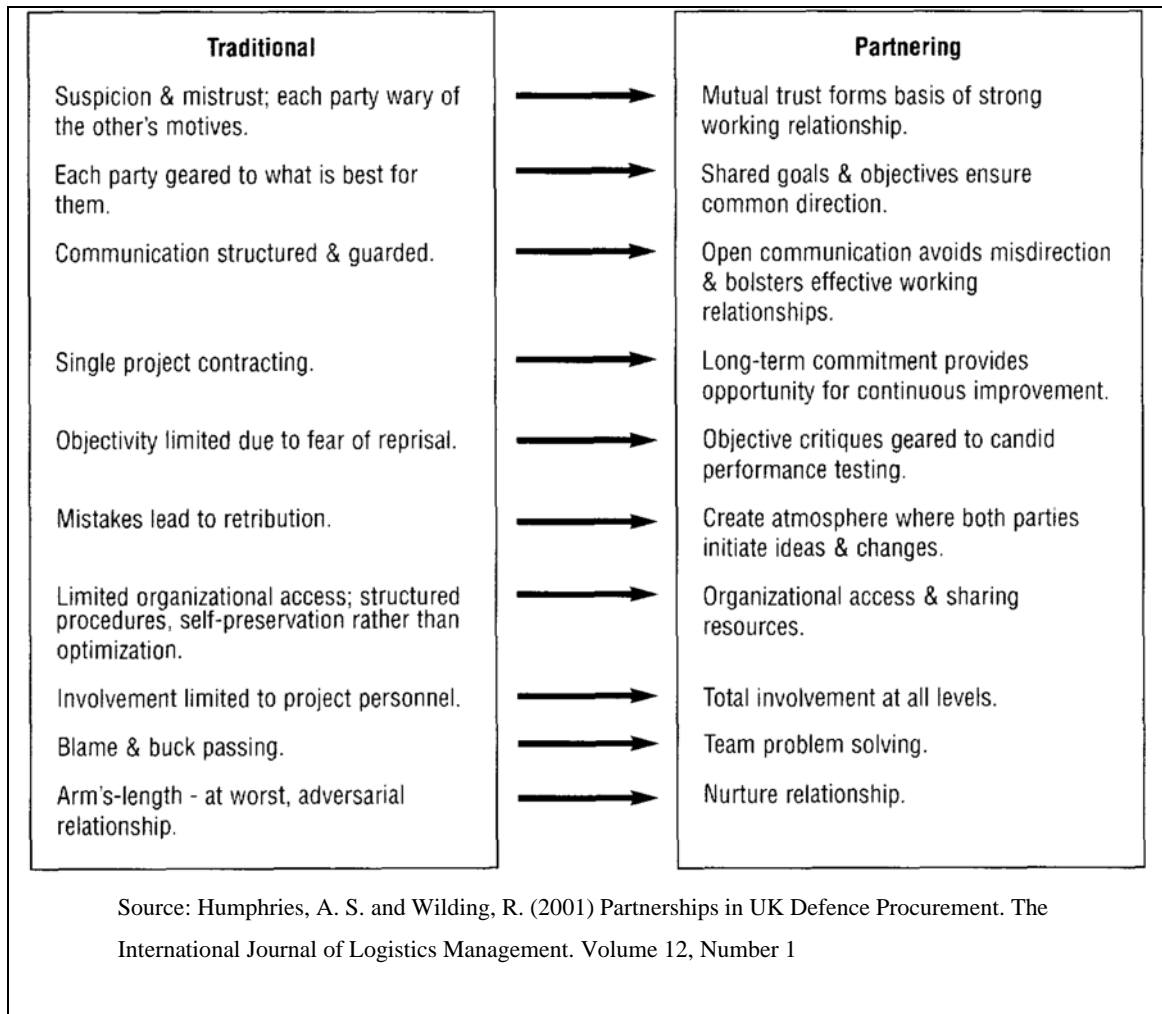 Traditional
Suspicion & mistrust; each party wary of
the other's motives.
Each party geared to what is best for
them.
Communication structured & guarded.
Single project contracting.
Objectivity limited due to fear of reprisal.
Mistakes lead to retribution.
Limited organizational access; structured
procedures, self-preservation rather than
optimization.
Involvement limited to project personnel.
Blame & buck passing.
Arm's-length - at worst, adversarial
relationship.
Partnering
Mutual trust forms basis of strong
working relationship.
Shared goals & objectives ensure
common direction.
Open communication avoids misdirection
& bolsters effective working
relationships.
Long-term commitment provides
opportunity for continuous improvement.
Objective critiques geared to candid
performance testing.
Create atmosphere where both parties
initiate ideas & changes.
Organizational access & sharing
resources.
Total involvement at all levels.
Team problem solving.
Nurture relationship.
Source: Humphries, A. S. and Wilding, R. (2001) Partnerships in UK Defence Procurement. The
International Journal of Logistics Management. Volume 12, Number 1